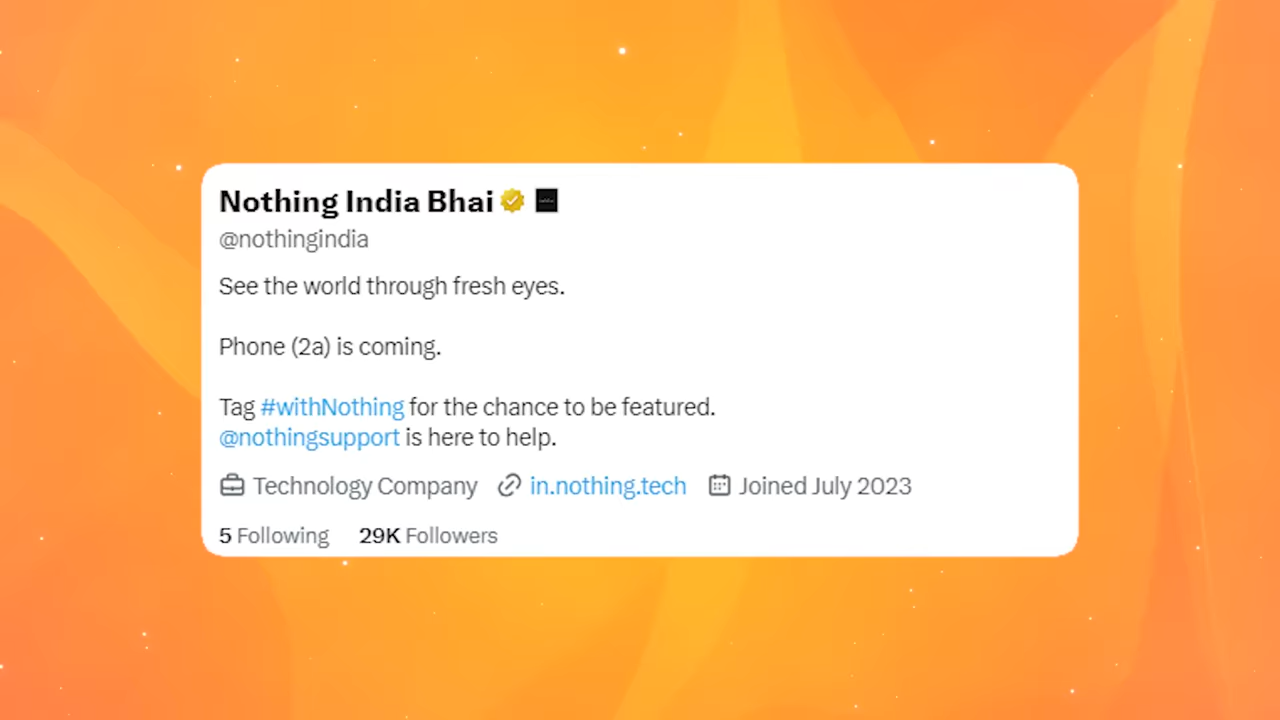 Nothing India Bhai
@nothingindia
See the world through fresh eyes.
Phone (2a) is coming.
Tag #withNothing for the chance to be featured.
@nothingsupport is here to help.
Technology Company in.nothing.tech Joined July 2023
5 Following 29K Followers